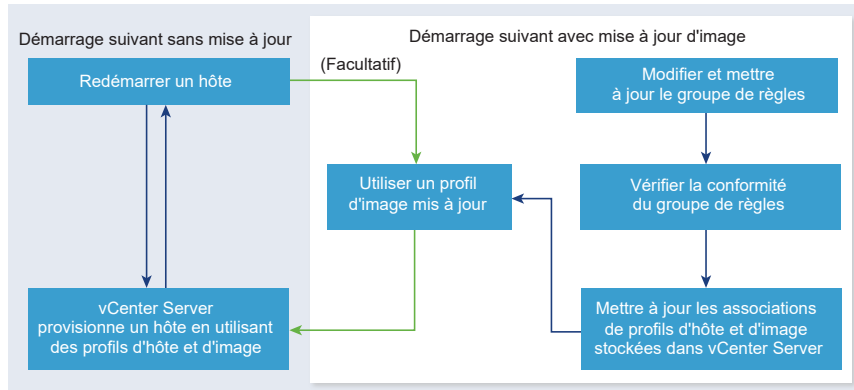 Démarrage suivant sans mise à jour
Démarrage suivant avec mise à jour d'image
(Facultatif)
Redémarrer un hôte
Modifier et mettre
à jour le groupe de règles
Utiliser un profil
d'image mis à jour
Vérifier la conformité
du groupe de règles
vCenter Server
provisionne un hôte en utilisant
des profils d'hôte et d'image
Mettre à jour les associations
de profils d'hôte et d'image
stockées dans vCenter Server